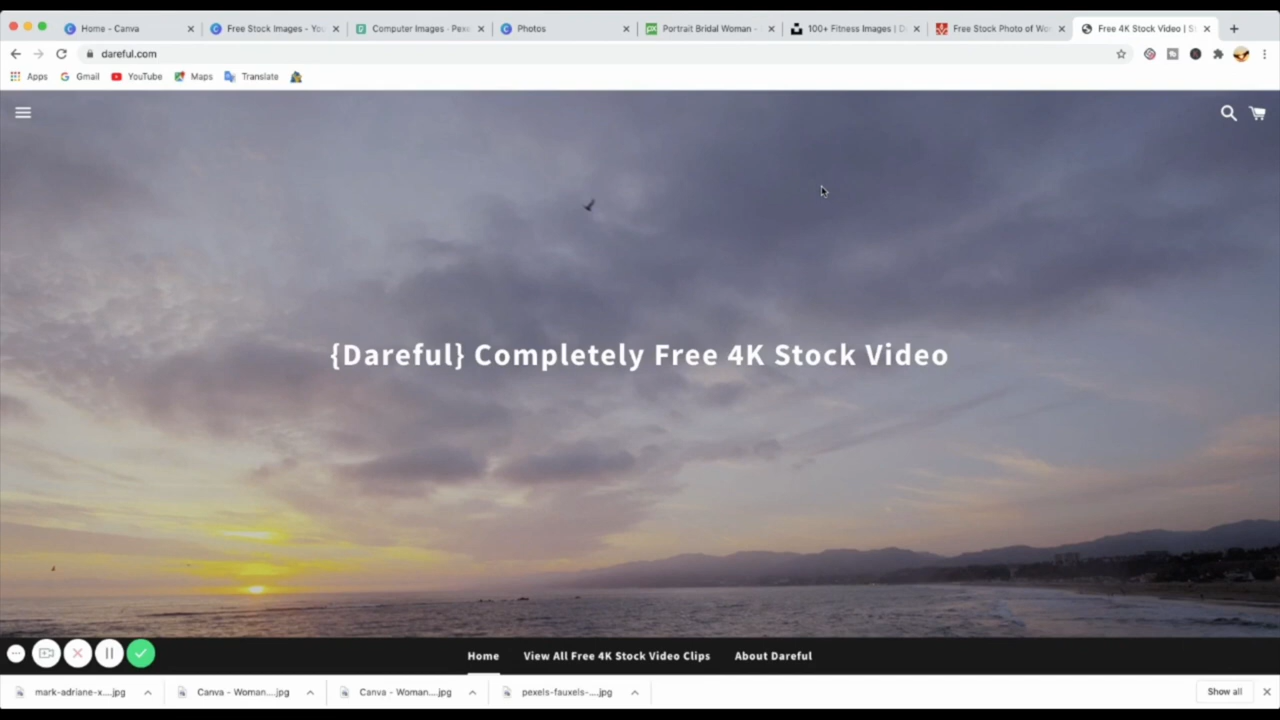 Home - Canva
Free Stock Images - You
Computer Images · Pexe
Photos
Portrait Bridal Woman -
100+ Fitness Images | D
Free Stock Photo of Wo
Free 4K Stock Video | S
dareful.com
Apps
Gmail
YouTube
Maps
Translate
{Dareful} Completely Free 4K Stock Video
Home
View All Free 4K Stock Video Clips
About Dareful
mark-adriane-x....jpg
Canva - Woman....jpg
Canva - Woman....jpg
pexels-fauxels-....jpg
Show all